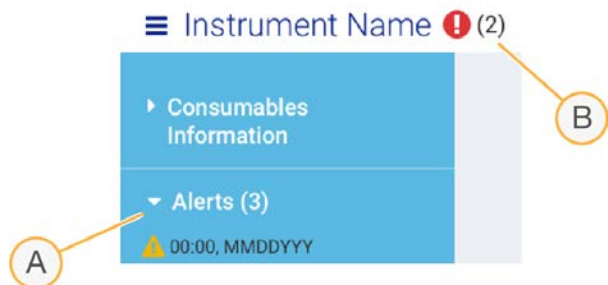 Instrument Name ! (2)
Consumables
Information
B
Alerts (3)
A
! 00:00, MMDDYYY